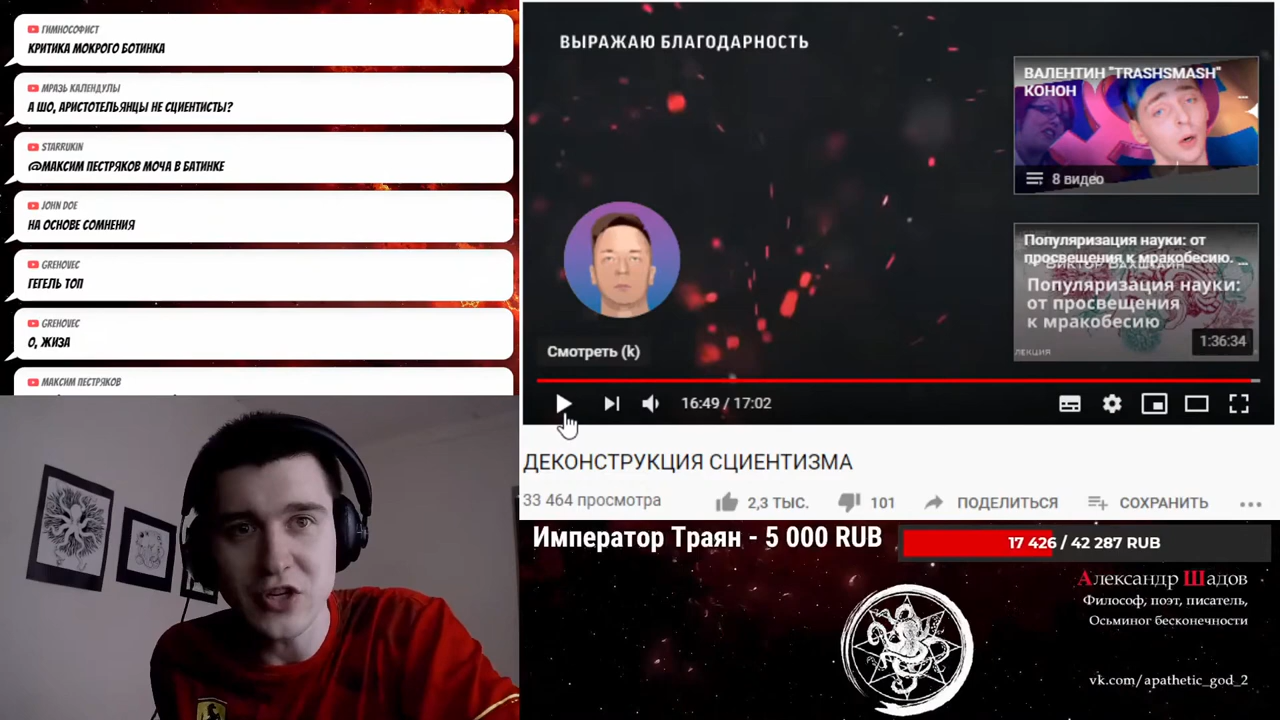 ГИМНОСОФИСТ
КРИТИКА МОКРОГО БОТИНКА
МРАЗЬ КАЛЕНДУЛЫ
А ШО, АРИСТОТЕЛЬЯНЦЫ НЕ СЦИЕНТИСТЫ?
STARRUKIN
@МАКСИМ ПЕСТРЯКОВ МОЧА В БАТИНКЕ
JOHN DOE
НА ОСНОВЕ СОМНЕНИЯ
GREHOVEC
ГЕГЕЛЬ ТОП
GREHOVEC
О, ЖИЗА
МАКСИМ ПЕСТРЯКОВ
ВЫРАЖАЮ БЛАГОДАРНОСТЬ
ВАЛЕНТИН "TRASHSMASH"
КОНОН
8 видео
Популяризация науки: от
просвещения к мракобесию.
ВИКТОР ВАХШТАЙН
Популяризация науки:
от просвещения
к мракобесию
ЛЕКЦИЯ
1:36:34
Смотреть (k)
16:49 / 17:02
ДЕКОНСТРУКЦИЯ СЦИЕНТИЗМА
33 464 просмотра
2,3 ТЫС.
101
ПОДЕЛИТЬСЯ
СОХРАНИТЬ
Император Траян - 5 000 RUB
17 426 / 42 287 RUB
Александр Шадов
Философ, поэт, писатель,
Осьминог бесконечности
vk.com/apathetic_god_2